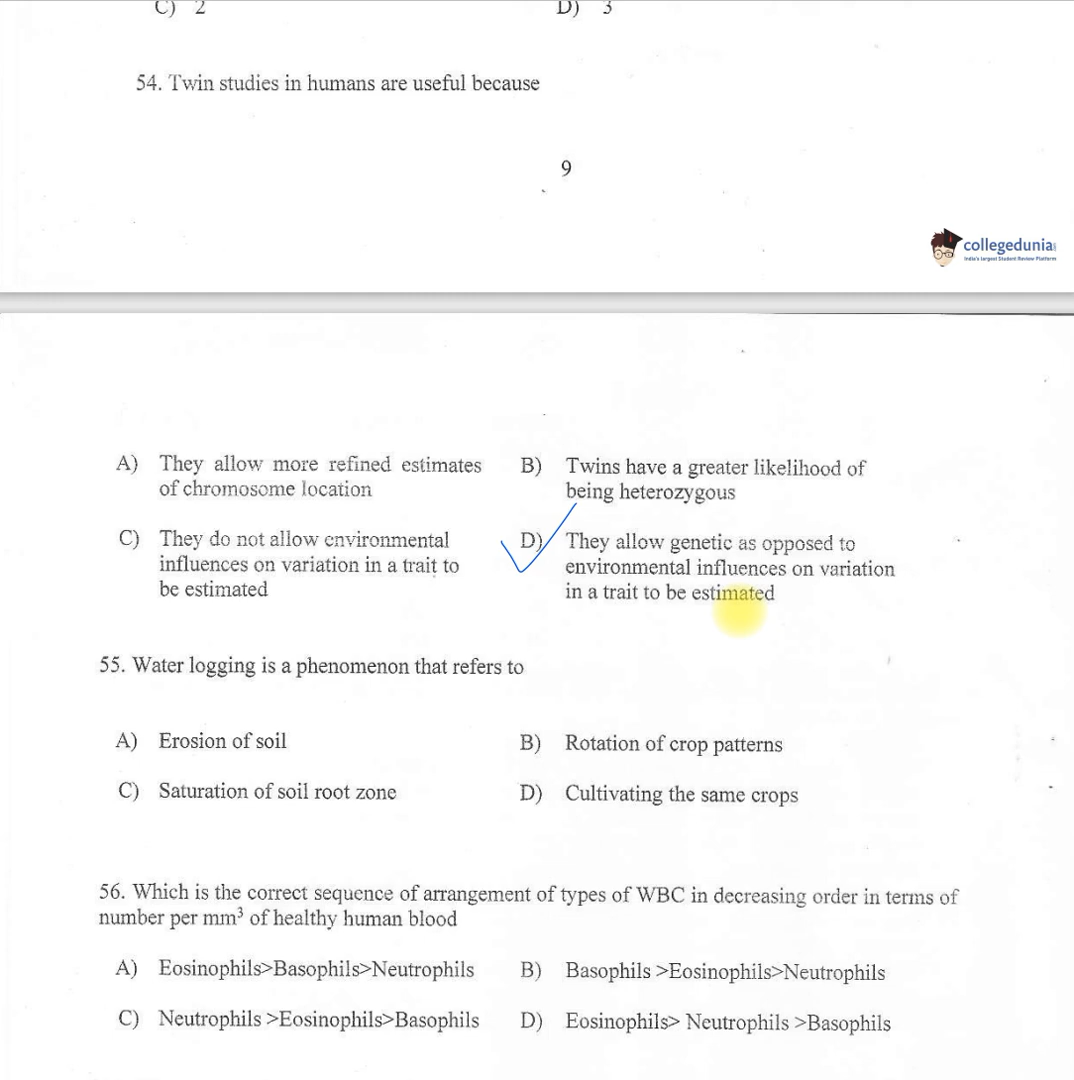 C) 2 D) 3
54. Twin studies in humans are useful because
9
collegedunia
India's largest Student Review Platform
A) They allow more refined estimates of chromosome location
B) Twins have a greater likelihood of being heterozygous
C) They do not allow environmental influences on variation in a trait to be estimated
D) They allow genetic as opposed to environmental influences on variation in a trait to be estimated
55. Water logging is a phenomenon that refers to
A) Erosion of soil B) Rotation of crop patterns
C) Saturation of soil root zone D) Cultivating the same crops
56. Which is the correct sequence of arrangement of types of WBC in decreasing order in terms of
number per mm³ of healthy human blood
A) Eosinophils>Basophils>Neutrophils B) Basophils >Eosinophils>Neutrophils
C) Neutrophils >Eosinophils>Basophils D) Eosinophils> Neutrophils >Basophils